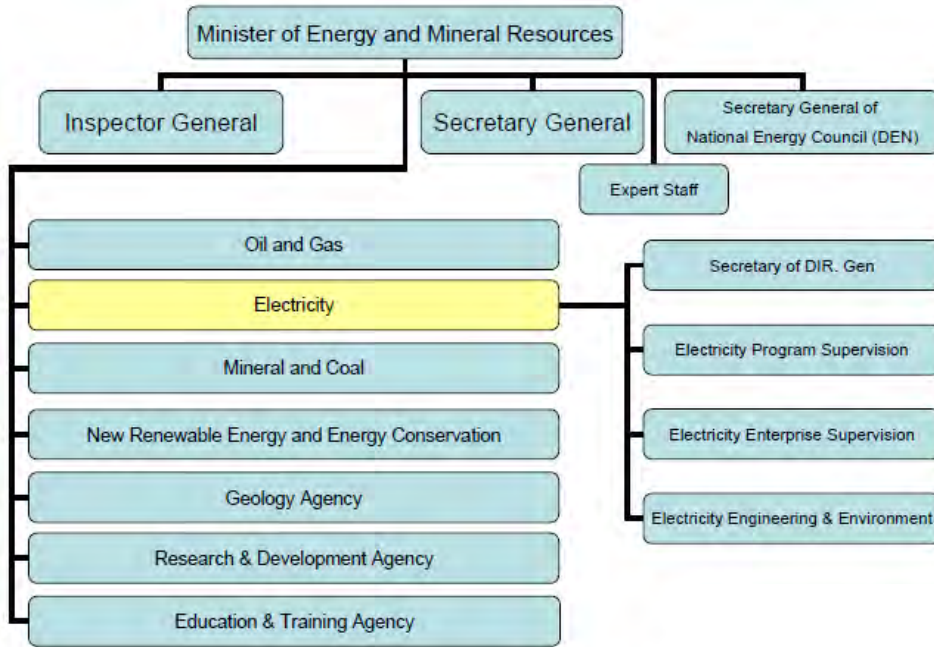 Minister of Energy and Mineral Resources
Inspector General
Secretary General
Secretary General of
National Energy Council (DEN)
Expert Staff
Oil and Gas
Electricity
Mineral and Coal
New Renewable Energy and Energy Conservation
Geology Agency
Research & Development Agency
Education & Training Agency
Secretary of DIR. Gen
Electricity Program Supervision
Electricity Enterprise Supervision
Electricity Engineering & Environment